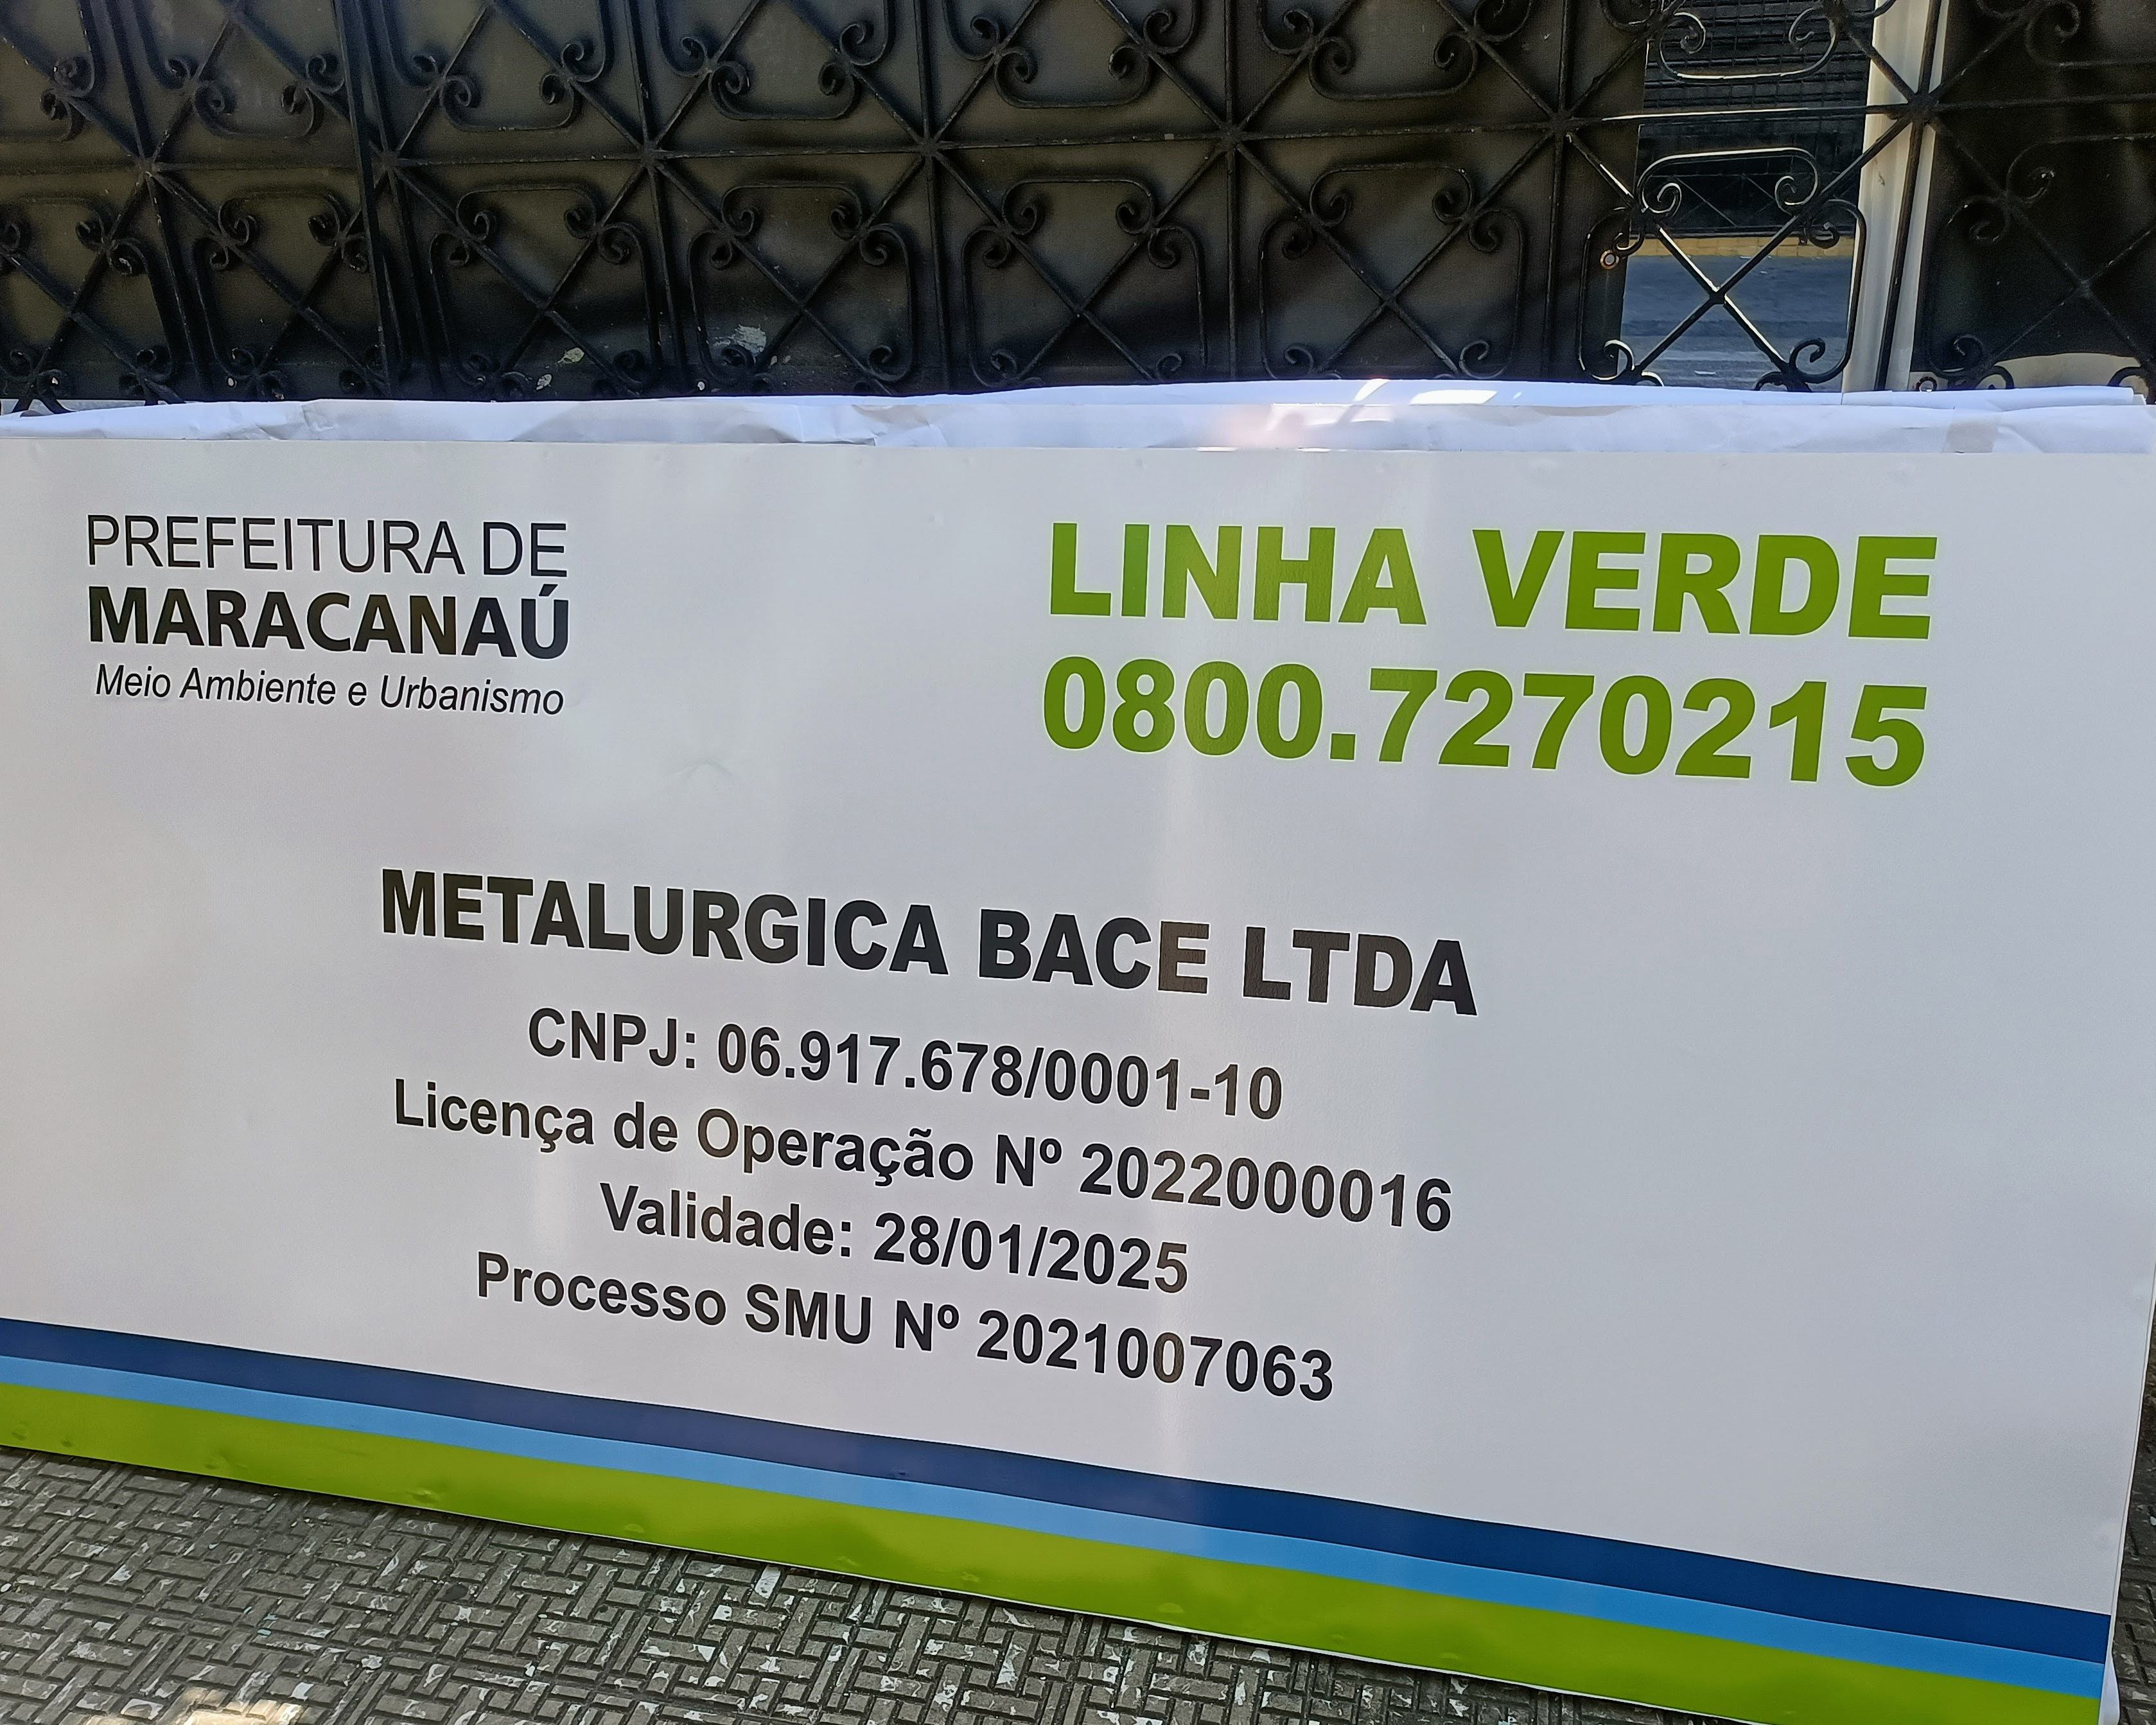 PREFEITURA DE
MARACANAÚ
Meio Ambiente e Urbanismo
LINHA VERDE
0800.7270215
METALURGICA BACE LTDA
CNPJ: 06.917.678/0001-10
Licença de Operação Nº 2022000016
Validade: 28/01/2025
Processo SMU Nº 2021007063